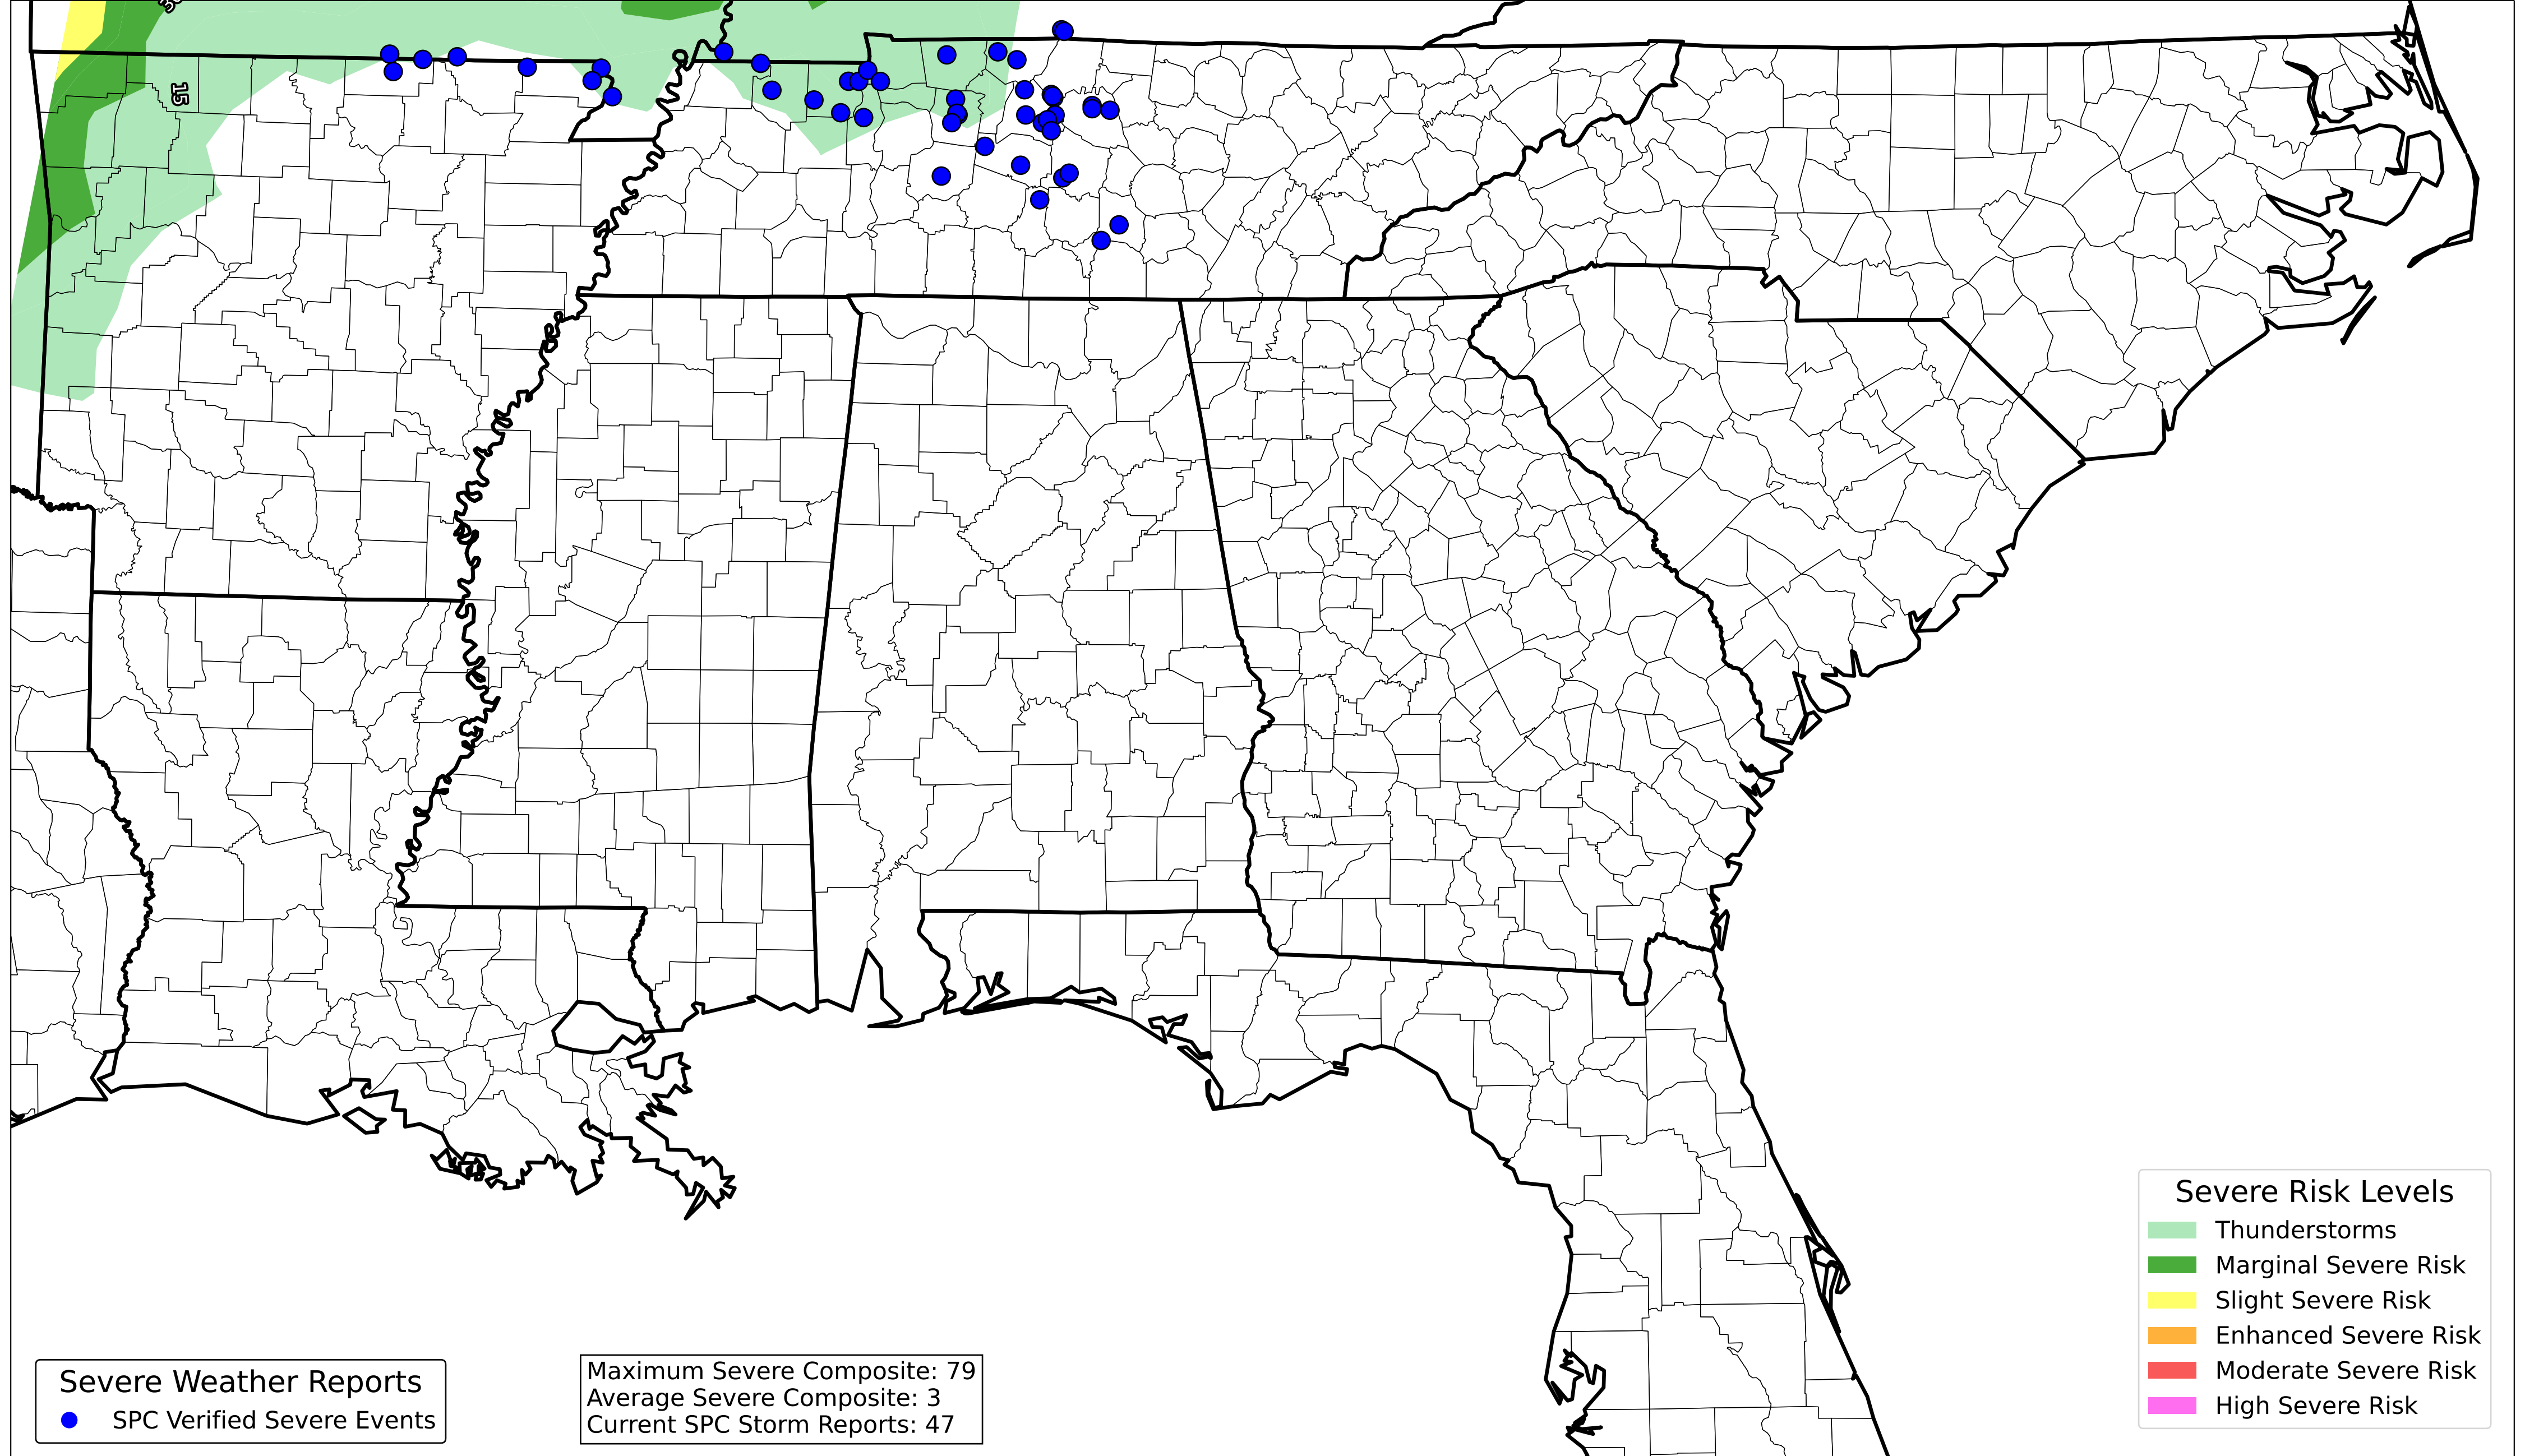 15
Severe Risk Levels
Thunderstorms
Marginal Severe Risk
Slight Severe Risk
Enhanced Severe Risk
Moderate Severe Risk
High Severe Risk
Severe Weather Reports
SPC Verified Severe Events
Maximum Severe Composite: 79
Average Severe Composite: 3
Current SPC Storm Reports: 47